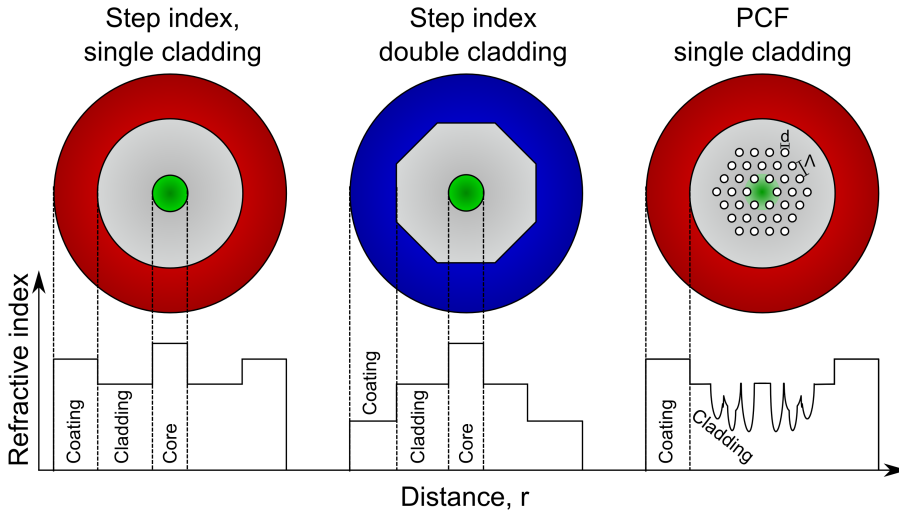 Step index,
single cladding
Step index
double cladding
PCF
single cladding
d
Λ
Refractive index
Coating
Cladding
Core
Coating
Cladding
Core
Coating
Cladding
Distance, r